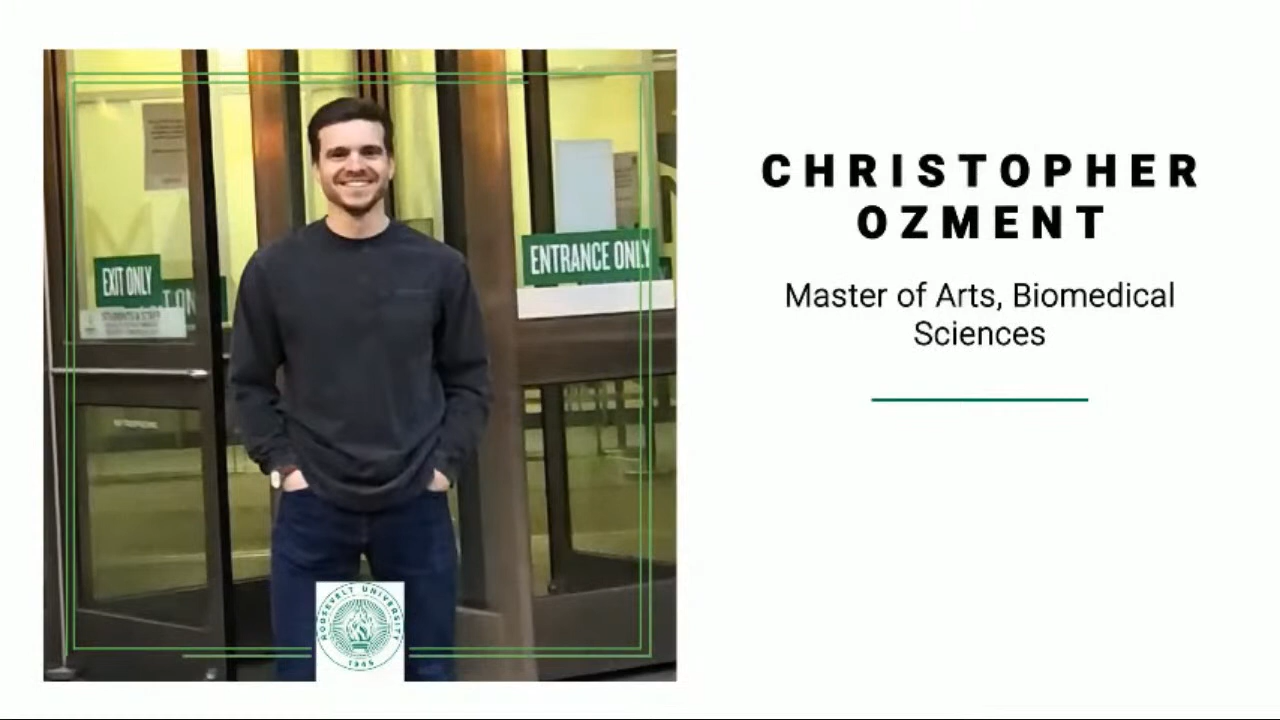 EXIT ONLY
ENTRANCE ONLY
ROOSEVELT UNIVERSITY
1945
CHRISTOPHER
OZMENT
Master of Arts, Biomedical
Sciences